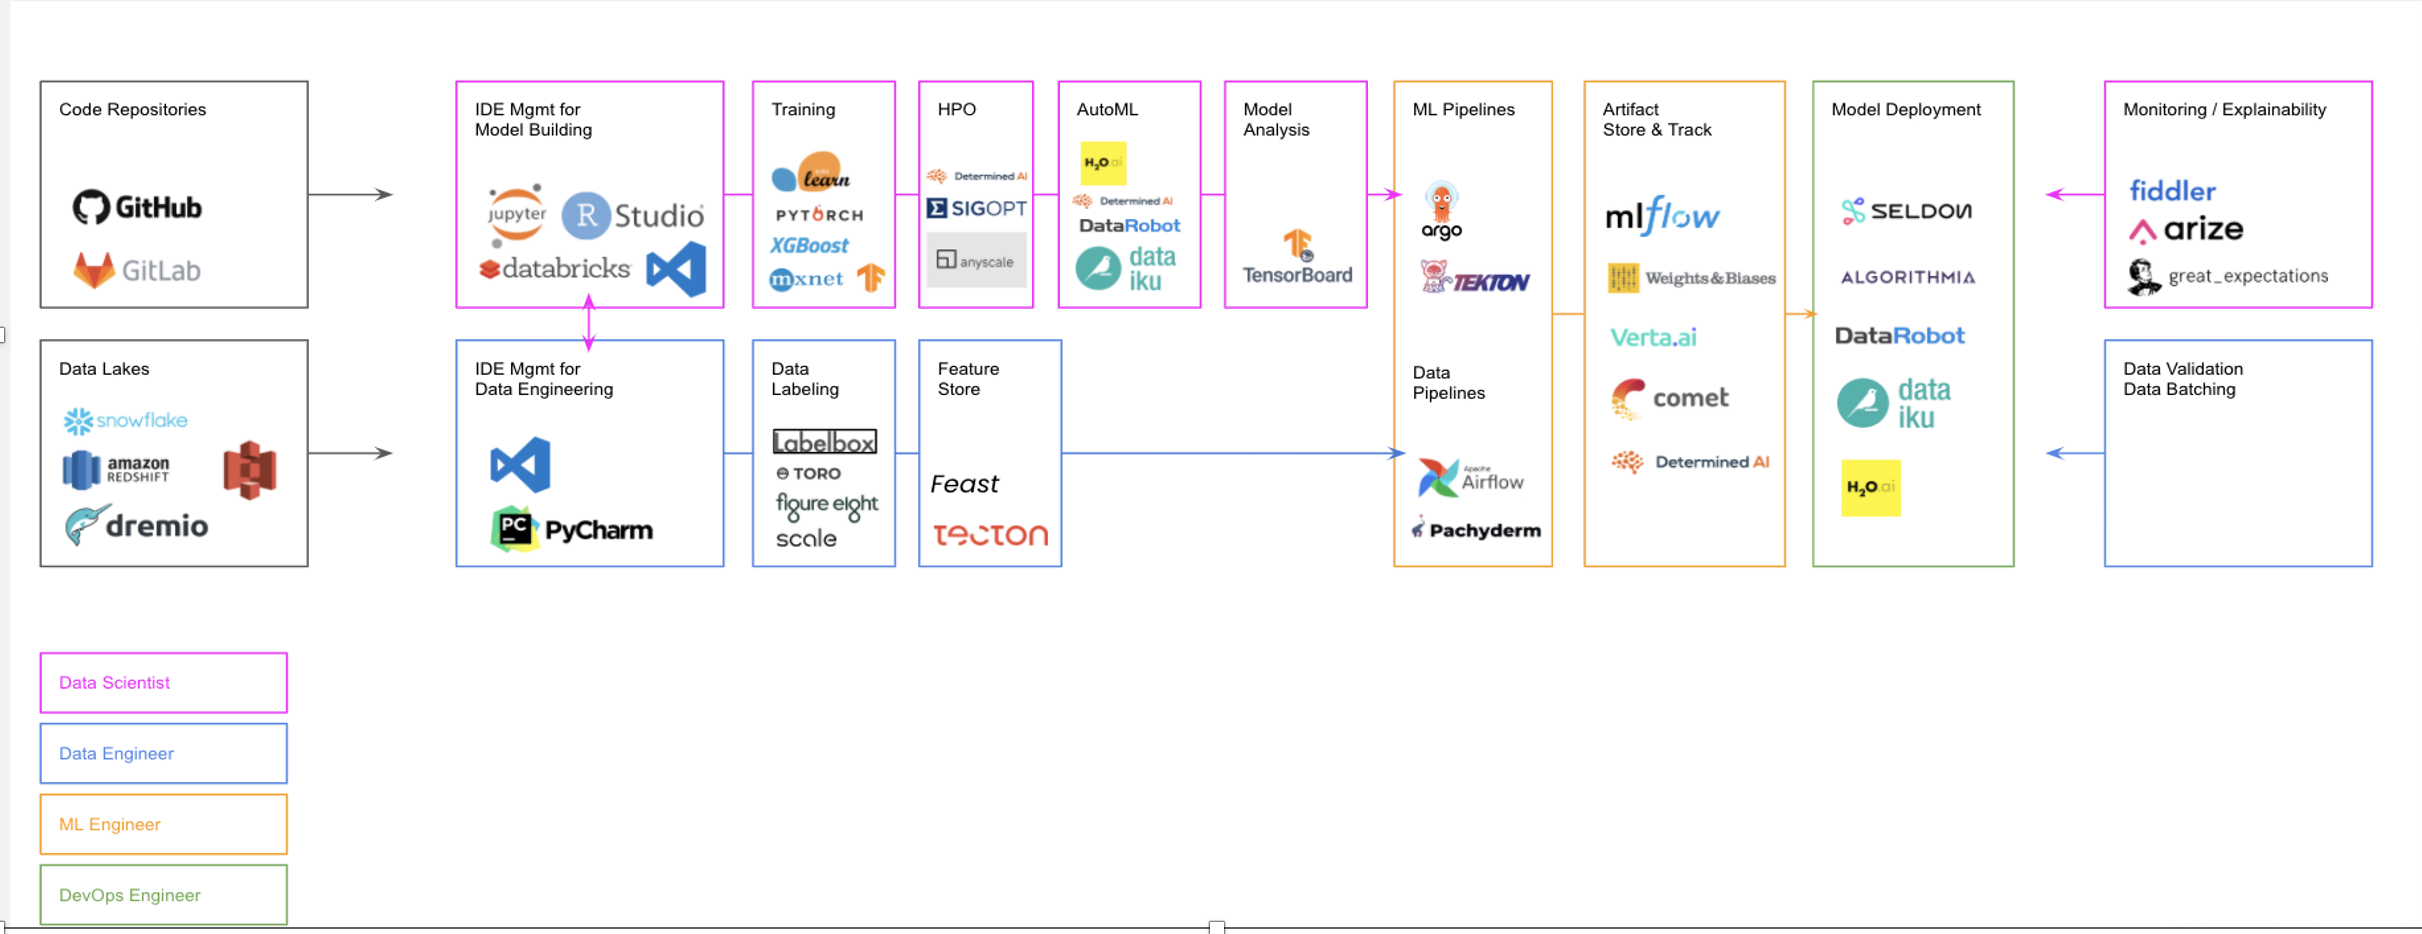 Code Repositories
GitHub
GitLab
IDE Mgmt for
Model Building
jupyter
R Studio
databricks
Training
learn
PYTORCH
XGBoost
mxnet
HPO
Determined AI
SIGOPT
anyscale
AutoML
H2O.ai
Determined AI
DataRobot
data
iku
Model
Analysis
TensorBoard
ML Pipelines
argo
TEKTON
Data
Pipelines
Apache
Airflow
Pachyderm
Artifact
Store & Track
mlflow
Weights&Biases
Verta.ai
comet
Determined AI
Model Deployment
SELDON
ALGORITHMIA
DataRobot
data
iku
H2O.ai
Monitoring / Explainability
fiddler
arize
great_expectations
Data Lakes
snowflake
amazon
REDSHIFT
dremio
IDE Mgmt for
Data Engineering
PC
PyCharm
Data
Labeling
Labelbox
TORO
figure eight
scale
Feature
Store
Feast
tecton
Data Validation
Data Batching
Data Scientist
Data Engineer
ML Engineer
DevOps Engineer